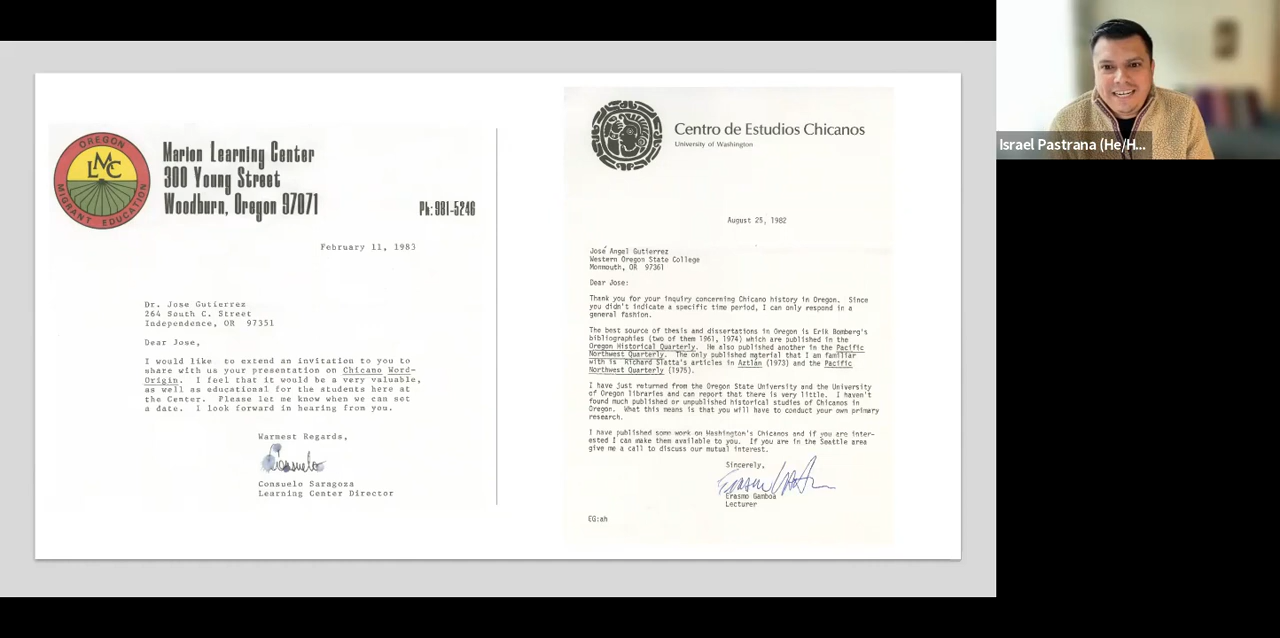 OREGON
LMC
MIGRANT EDUCATION
Marion Learning Center
300 Young Street
Woodburn, Oregon 97071
Ph: 981-5246
February 11, 1983
Dr. Jose Gutierrez
264 South C. Street
Independence, OR 97351
Dear Jose,
I would like to extend an invitation to you to
share with us your presentation on Chicano Word-
Origin. I feel that it would be a very valuable,
as well as educational for the students here at
the Center. Please let me know when we can set
a date. I look forward in hearing from you.
Warmest Regards,
Consuelo
Consuelo Saragoza
Learning Center Director
Centro de Estudios Chicanos
University of Washington
August 25, 1982
José Angel Gutierrez
Western Oregon State College
Monmouth, OR 97361
Dear Jose:
Thank you for your inquiry concerning Chicano history in Oregon. Since
you didn't indicate a specific time period, I can only respond in a
general fashion.
The best source of thesis and dissertations in Oregon is Erik Bomberg's
bibliographies (two of them 1961, 1974) which are published in the
Oregon Historical Quarterly. He also published another in the Pacific
Northwest Quarterly. The only published material that I am familiar
with is Richard Slatta's articles in Aztlán (1973) and the Pacific
Northwest Quarterly (1975).
I have just returned from the Oregon State University and the University
of Oregon libraries and can report that there is very little. I haven't
found much published or unpublished historical studies of Chicanos in
Oregon. What this means is that you will have to conduct your own primary
research.
I have published some work on Washington's Chicanos and if you are inter-
ested I can make them available to you. If you are in the Seattle area
give me a call to discuss our mutual interest.
Sincerely,
Erasmo Gamboa
Lecturer
EG:ah
Israel Pastrana (He/H...